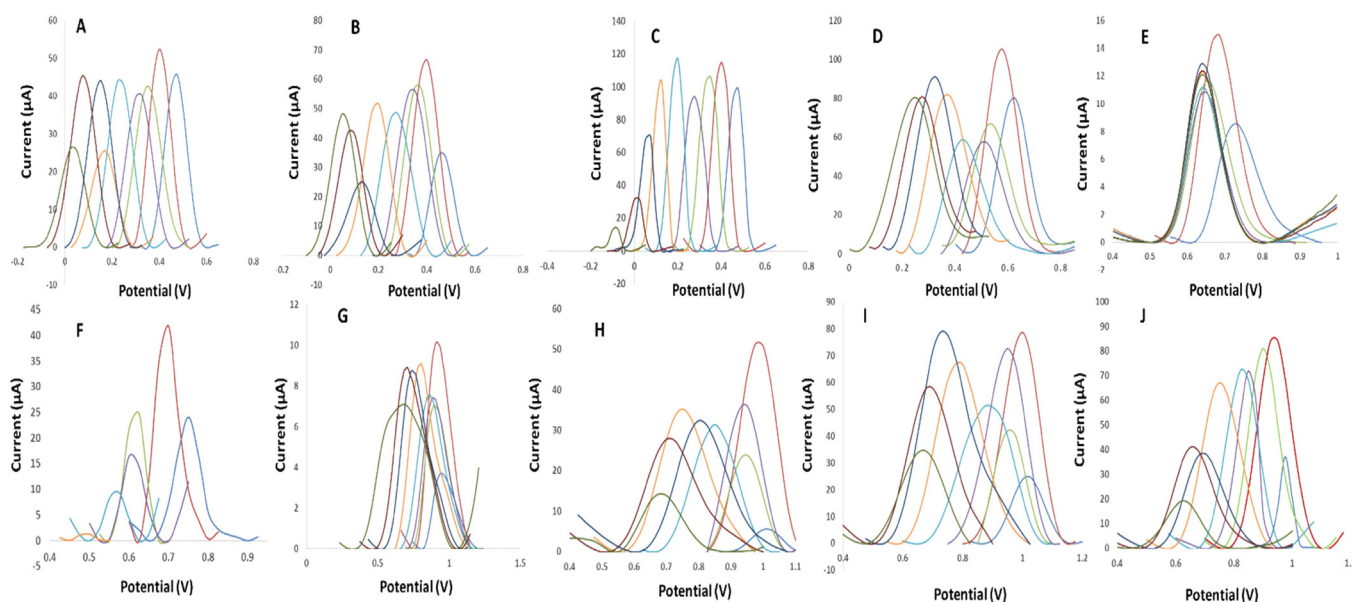 A
Current (µA)
60
50
40
30
20
10
0
-10
-0.2 0 0.2 0.4 0.6 0.8
Potential (V)
B
Current (µA)
80
70
60
50
40
30
20
10
0
-10
-0.2 0 0.2 0.4 0.6 0.8
Potential (V)
C
Current (µA)
140
120
100
80
60
40
20
0
-20
-0.4 -0.2 0 0.2 0.4 0.6 0.8
Potential (V)
D
Current (µA)
120
100
80
60
40
20
0
0 0.2 0.4 0.6 0.8
Potential (V)
E
Current (µA)
16
14
12
10
8
6
4
2
0
-2
0.4 0.5 0.6 0.7 0.8 0.9 1
Potential (V)
F
Current (µA)
45
40
35
30
25
20
15
10
5
0
-5
0.4 0.5 0.6 0.7 0.8 0.9
Potential (V)
G
Current (µA)
12
10
8
6
4
2
0
0 0.5 1 1.5
Potential (V)
H
Current (µA)
60
50
40
30
20
10
0
0.4 0.5 0.6 0.7 0.8 0.9 1 1.1
Potential (V)
I
Current (µA)
90
80
70
60
50
40
30
20
10
0
-10
0.4 0.6 0.8 1 1.2
Potential (V)
J
Current (µA)
100
90
80
70
60
50
40
30
20
10
0
0.4 0.6 0.8 1
Potential (V)